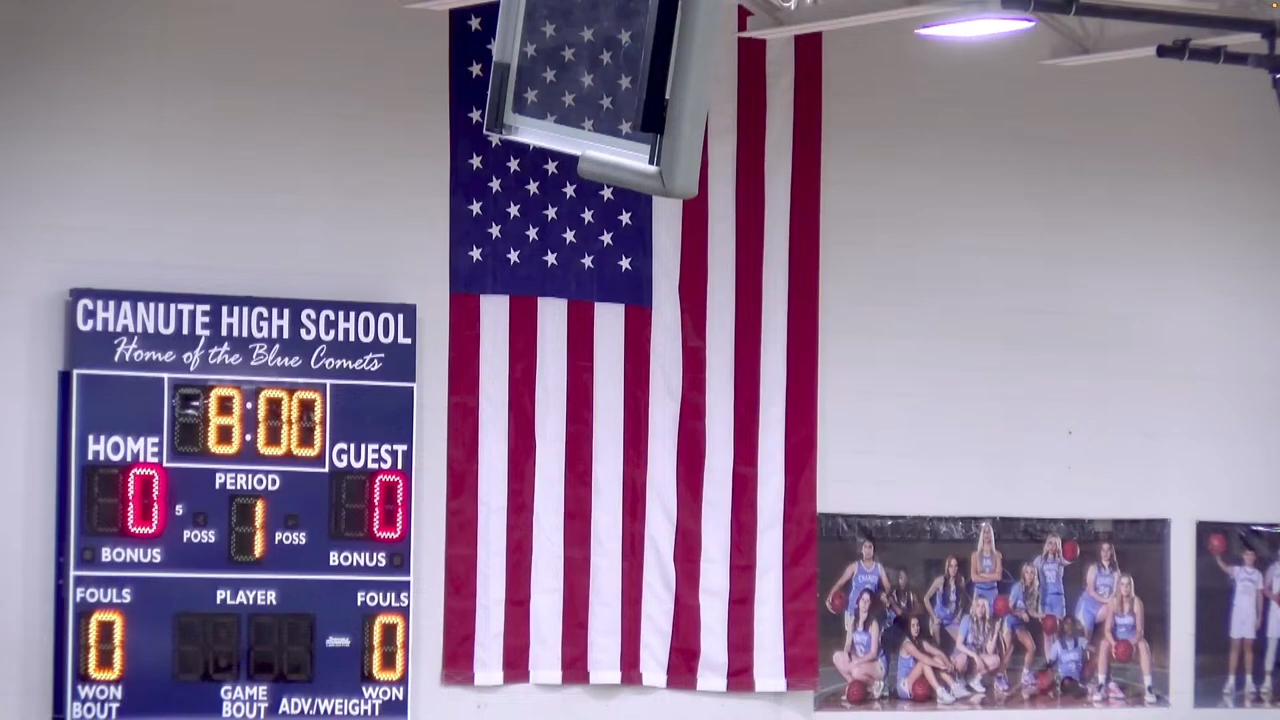 CHANUTE HIGH SCHOOL
Home of the Blue Comets
8:00
HOME
GUEST
0
PERIOD
0
5
POSS
1
POSS
BONUS
BONUS
FOULS
PLAYER
FOULS
0
0
WON
GAME
WON
BOUT
BOUT
ADV./WEIGHT